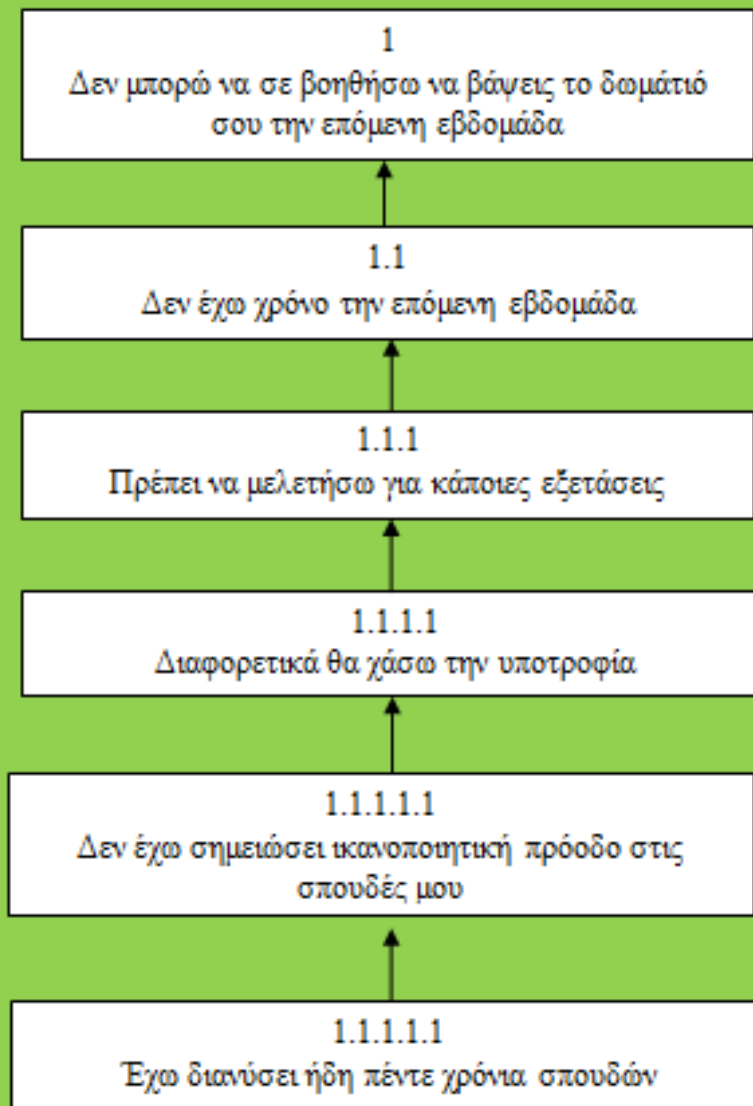 1
Δεν μπορώ να σε βοηθήσω να βάψεις το δωμάτιό
σου την επόμενη εβδομάδα
1.1
Δεν έχω χρόνο την επόμενη εβδομάδα
1.1.1
Πρέπει να μελετήσω για κάποιες εξετάσεις
1.1.1.1
Διαφορετικά θα χάσω την υποτροφία
1.1.1.1.1
Δεν έχω σημειώσει ικανοποιητική πρόοδο στις
σπουδές μου
1.1.1.1.1
Έχω διανύσει ήδη πέντε χρόνια σπουδών